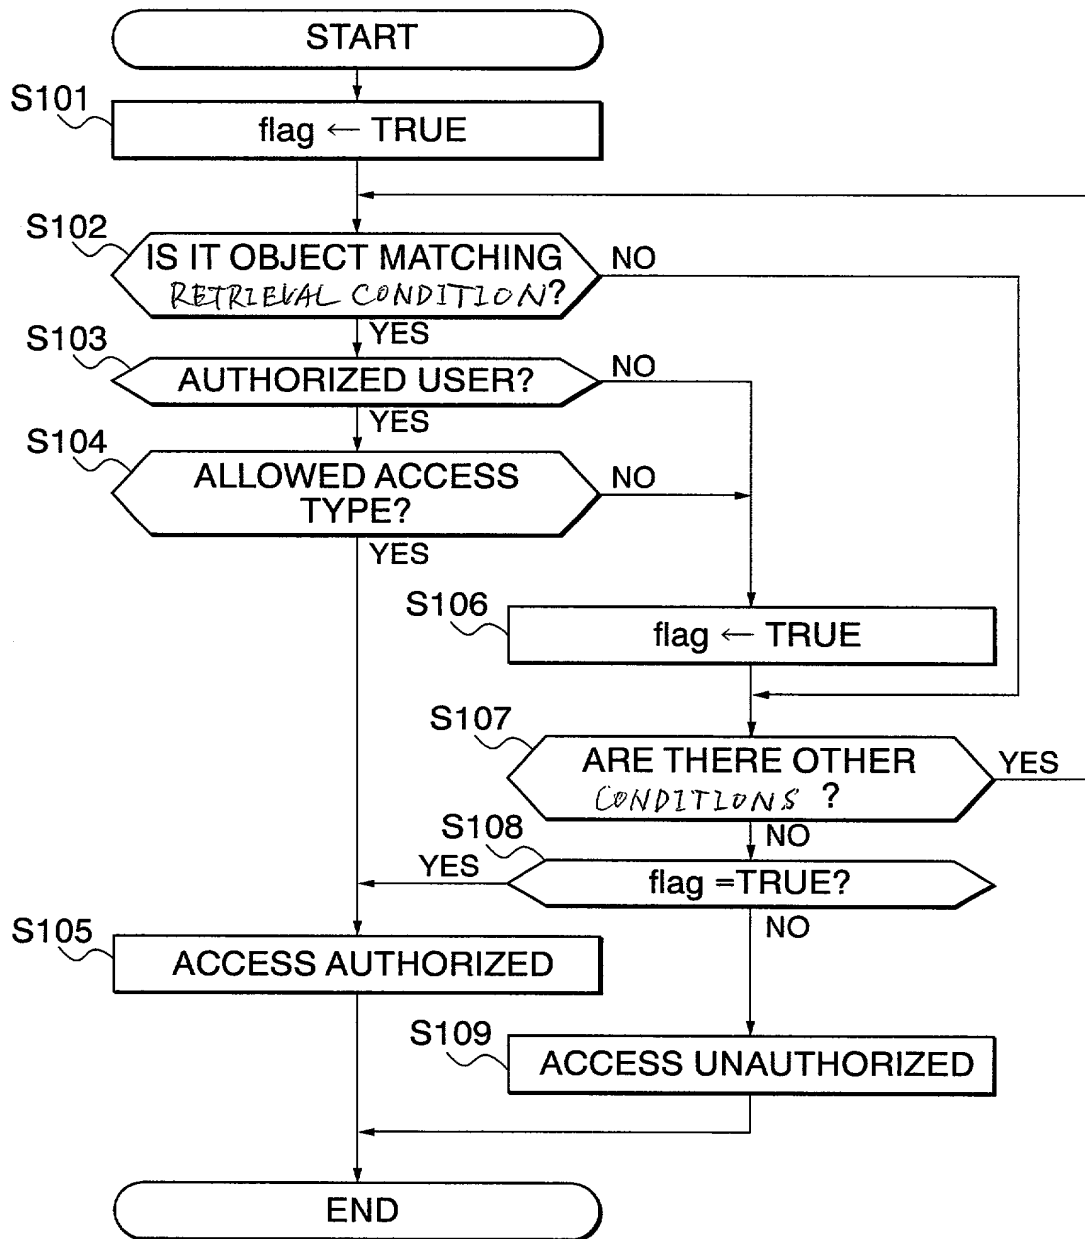 START
S101
flag ← TRUE
S102
IS IT OBJECT MATCHING
NO
RETRIEVAL CONDITION?
YES
S103
AUTHORIZED USER?
NO
YES
S104
ALLOWED ACCESS
NO
TYPE?
YES
S106
flag ← TRUE
S107
ARE THERE OTHER
YES
CONDITIONS ?
NO
S108
YES
flag =TRUE?
NO
S105
ACCESS AUTHORIZED
S109
ACCESS UNAUTHORIZED
END